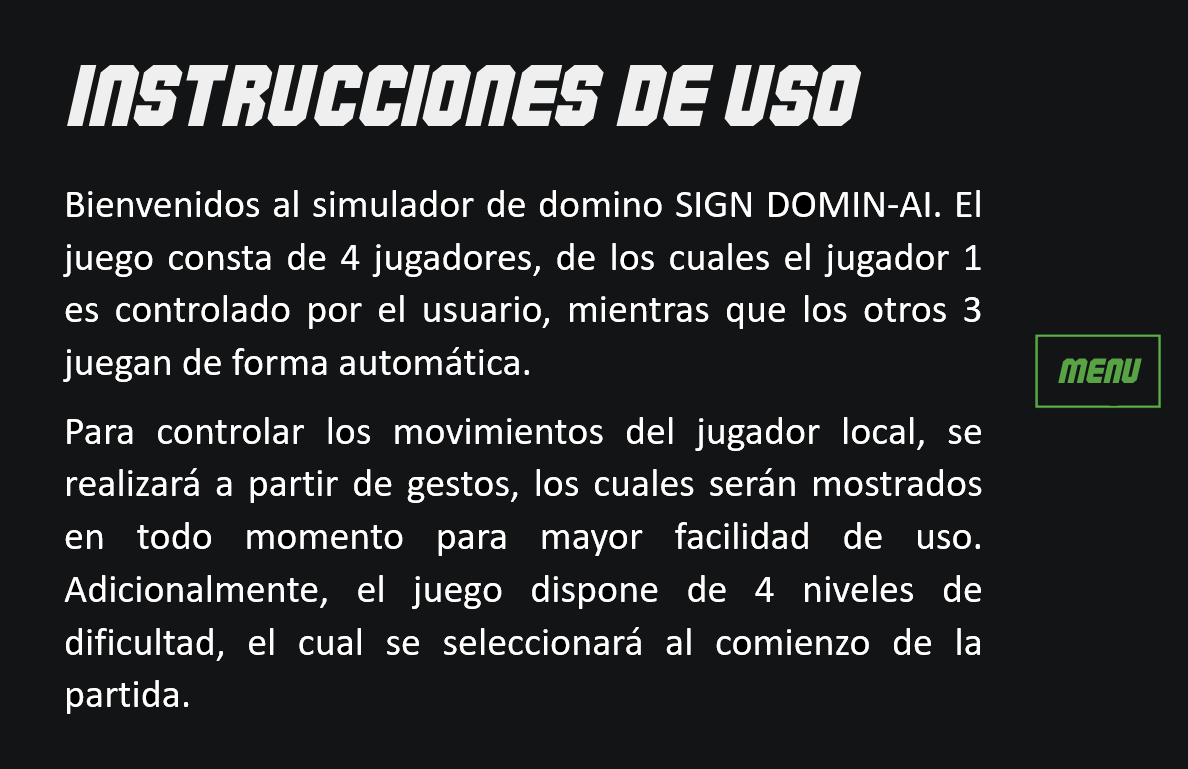 INSTRUCCIONES DE USO
Bienvenidos al simulador de domino SIGN DOMIN-AI. El
juego consta de 4 jugadores, de los cuales el jugador 1
es controlado por el usuario, mientras que los otros 3
juegan de forma automática.
MENU
Para controlar los movimientos del jugador local, se
realizará a partir de gestos, los cuales serán mostrados
en todo momento para mayor facilidad de uso.
Adicionalmente, el juego dispone de 4 niveles de
dificultad, el cual se seleccionará al comienzo de la
partida.